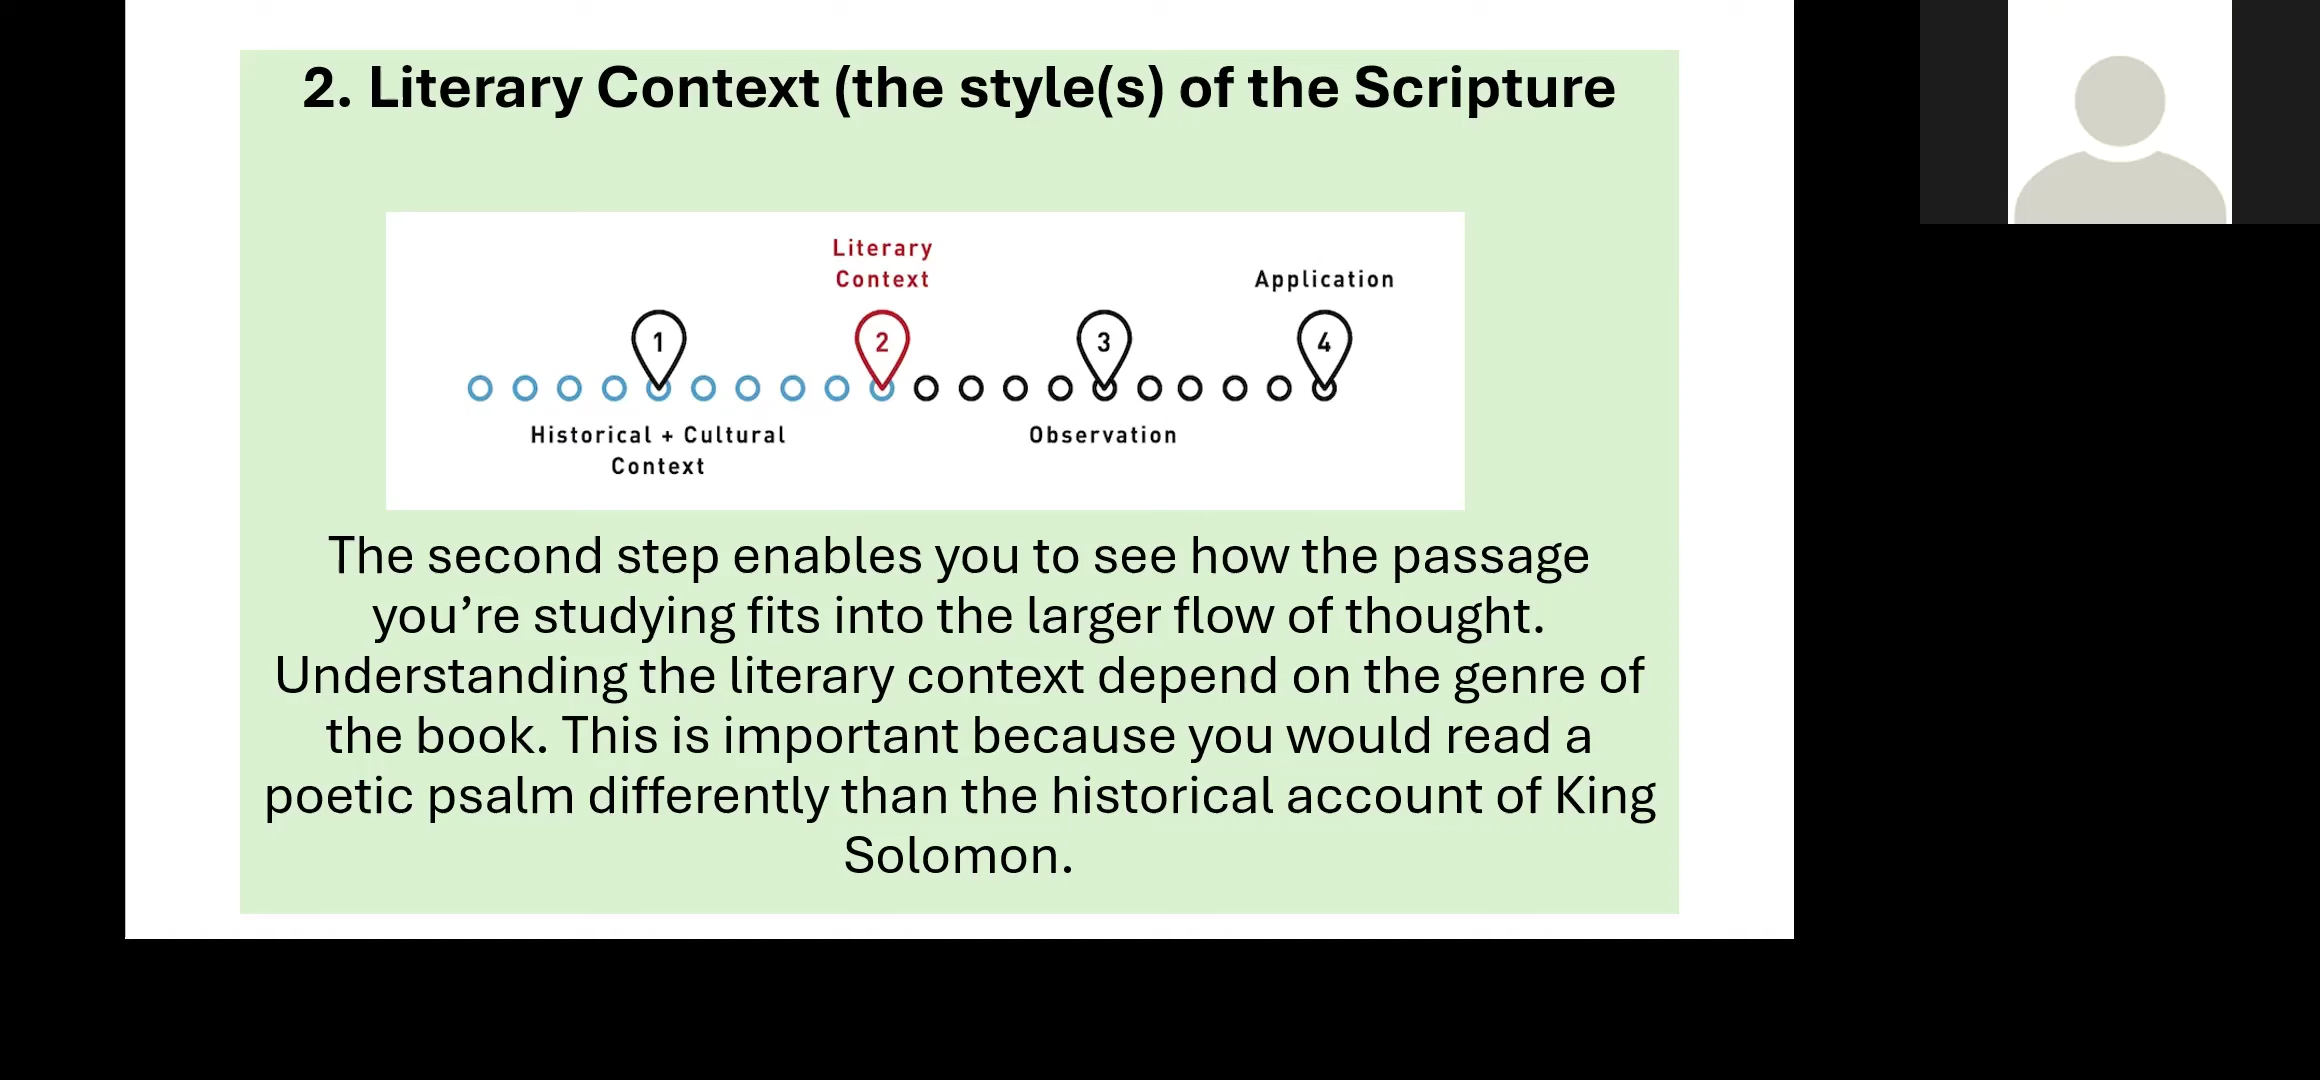 2. Literary Context (the style(s) of the Scripture
Literary
Context
Application
1
2
3
4
Historical + Cultural
Context
Observation
The second step enables you to see how the passage
you’re studying fits into the larger flow of thought.
Understanding the literary context depend on the genre of
the book. This is important because you would read a
poetic psalm differently than the historical account of King
Solomon.